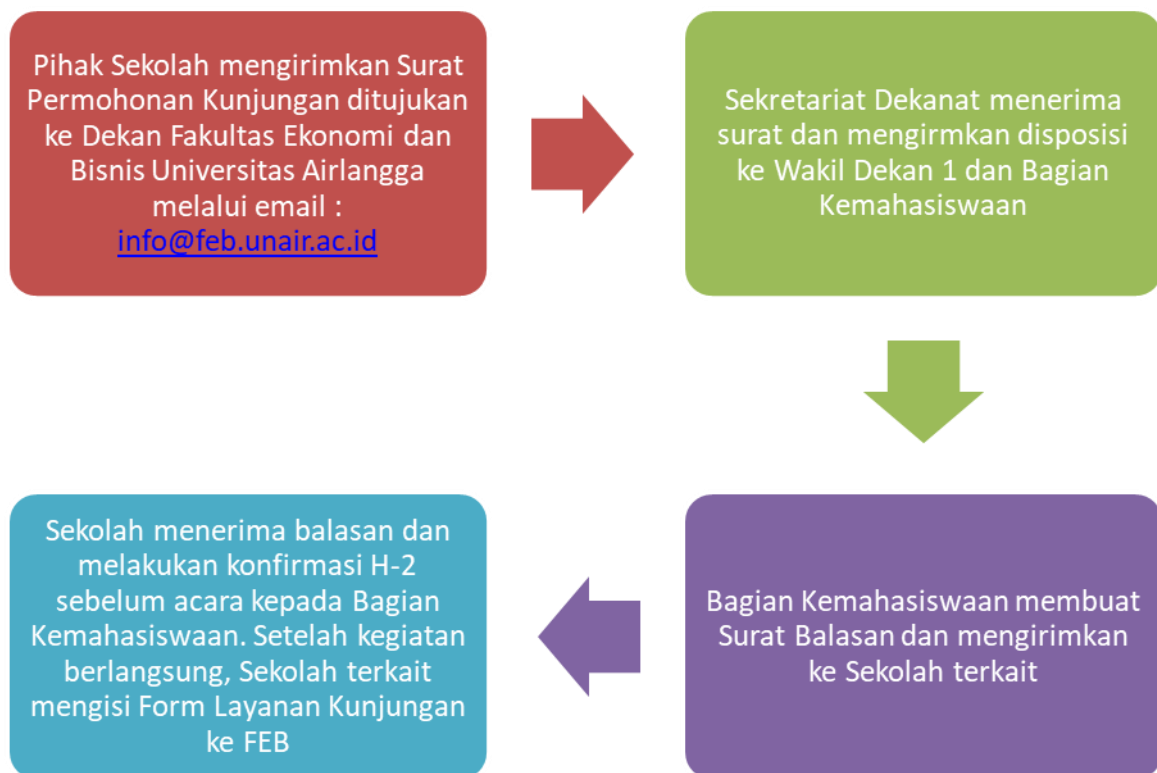 Pihak Sekolah mengirimkan Surat
Permohonan Kunjungan ditujukan
ke Dekan Fakultas Ekonomi dan
Bisnis Universitas Airlangga
melalui email :
info@feb.unair.ac.id
Sekretariat Dekanat menerima
surat dan mengirmkan disposisi
ke Wakil Dekan 1 dan Bagian
Kemahasiswaan
Bagian Kemahasiswaan membuat
Surat Balasan dan mengirimkan
ke Sekolah terkait
Sekolah menerima balasan dan
melakukan konfirmasi H-2
sebelum acara kepada Bagian
Kemahasiswaan. Setelah kegiatan
berlangsung, Sekolah terkait
mengisi Form Layanan Kunjungan
ke FEB